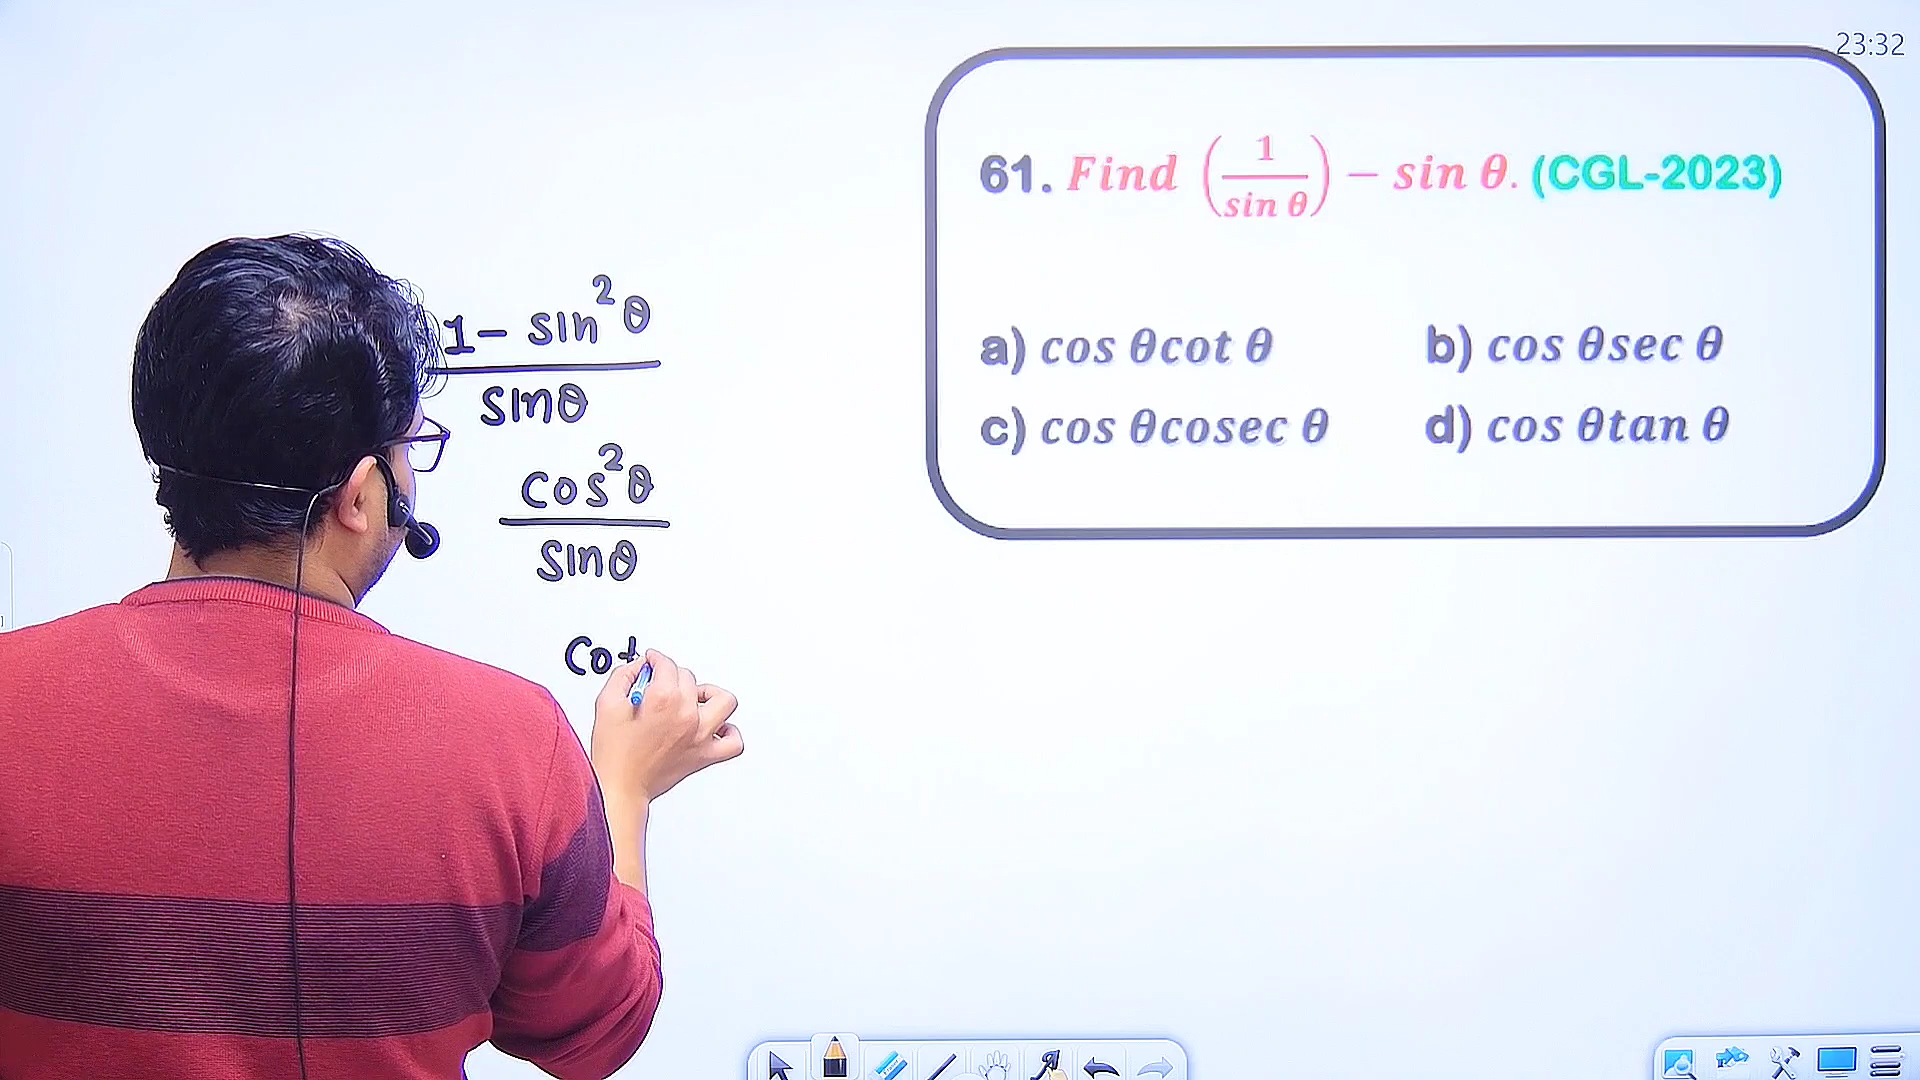 23:32
61. Find (1/sin θ) − sin θ. (CGL-2023)
a) cos θcot θ b) cos θsec θ
c) cos θcosec θ d) cos θtan θ
1 - sin²θ
sinθ
cos²θ
sinθ
cot